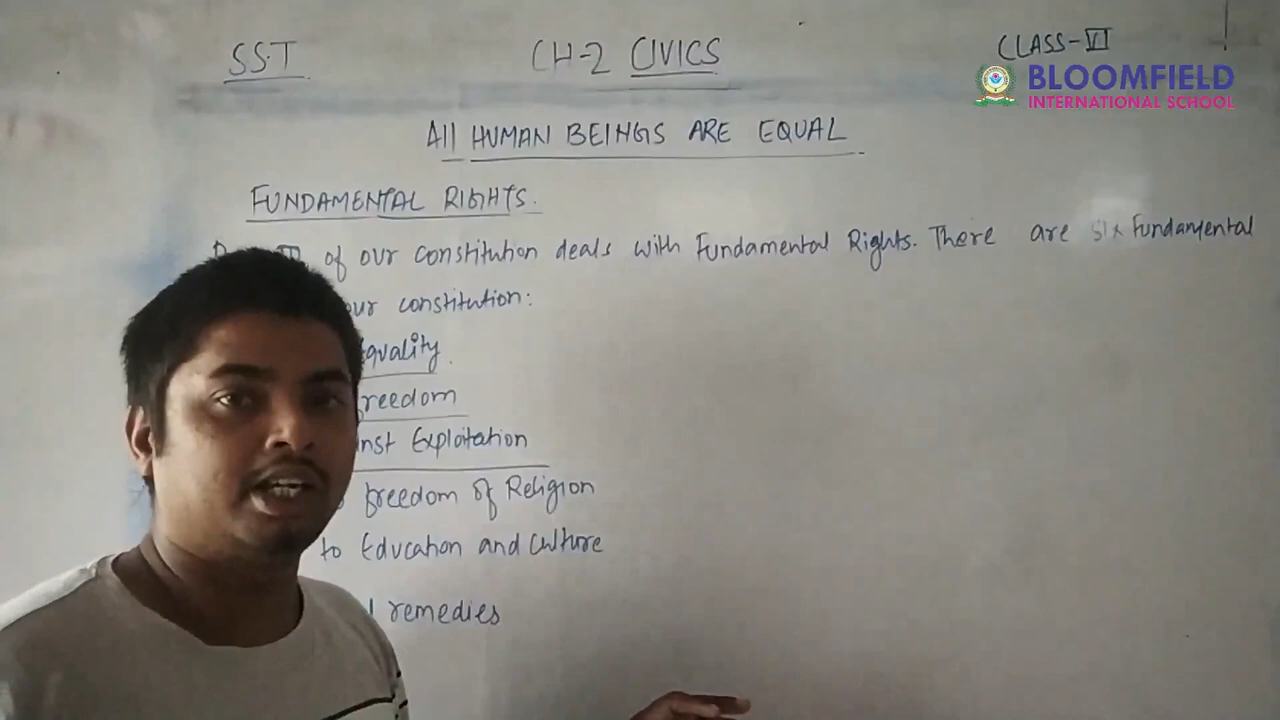 SST
CH-2 CIVICS
CLASS-VI
BLOOMFIELD
INTERNATIONAL SCHOOL
All HUMAN BEINGS ARE EQUAL
FUNDAMENTAL RIGHTS.
of our constitution deals with Fundamental Rights. There are six Fundamental
our constitution:
quality.
freedom
Exploitation
freedom of Religion
to Education and culture
remedies